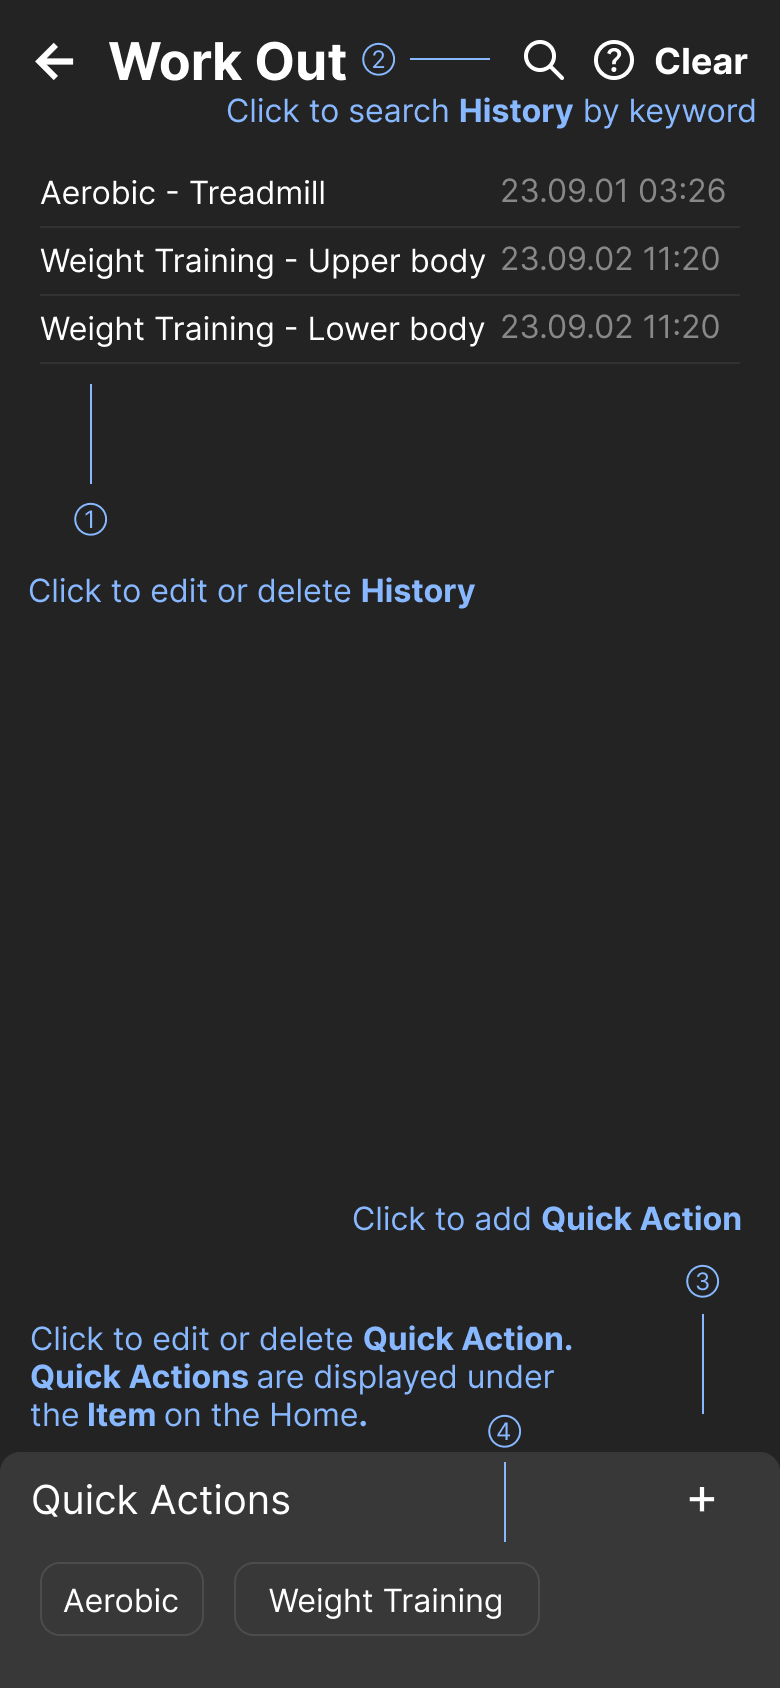 Work Out ② Clear
Click to search History by keyword
Aerobic - Treadmill 23.09.01 03:26
Weight Training - Upper body 23.09.02 11:20
Weight Training - Lower body 23.09.02 11:20
①
Click to edit or delete History
Click to add Quick Action
③
Click to edit or delete Quick Action.
Quick Actions are displayed under
the Item on the Home.
④
Quick Actions +
Aerobic Weight Training